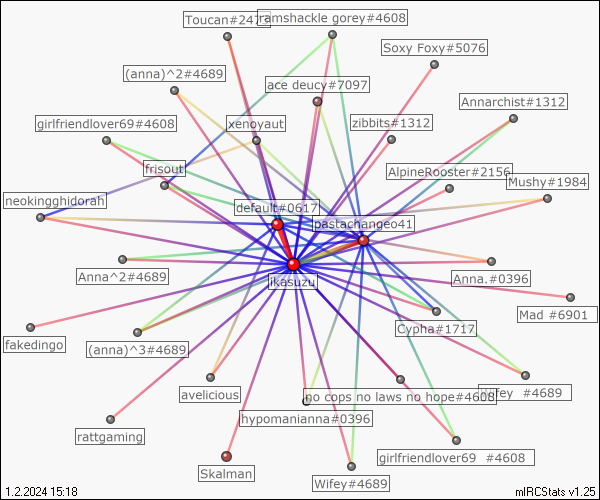 Toucan#247
ramshackle gorey#4608
Soxy Foxy#5076
(anna)^2#4689
ace deucy#7097
Annarchist#1312
girlfriendlover69#4608
xenoyaut
zibbits#1312
frisout
AlpineRooster#2156
Mushy#1984
neokingghidorah
default#0617
pastachangeo41
Anna^2#4689
ikasuzu
Anna.#0396
Mad #6901
Cypha#1717
fakedingo
(anna)^3#4689
avelicious
no cops no laws no hope#4608
#4689
hypomanianna#0396
rattgaming
girlfriendlover69 #4608
Skalman
Wifey#4689
1.2.2024 15:18
mIRCStats v1.25